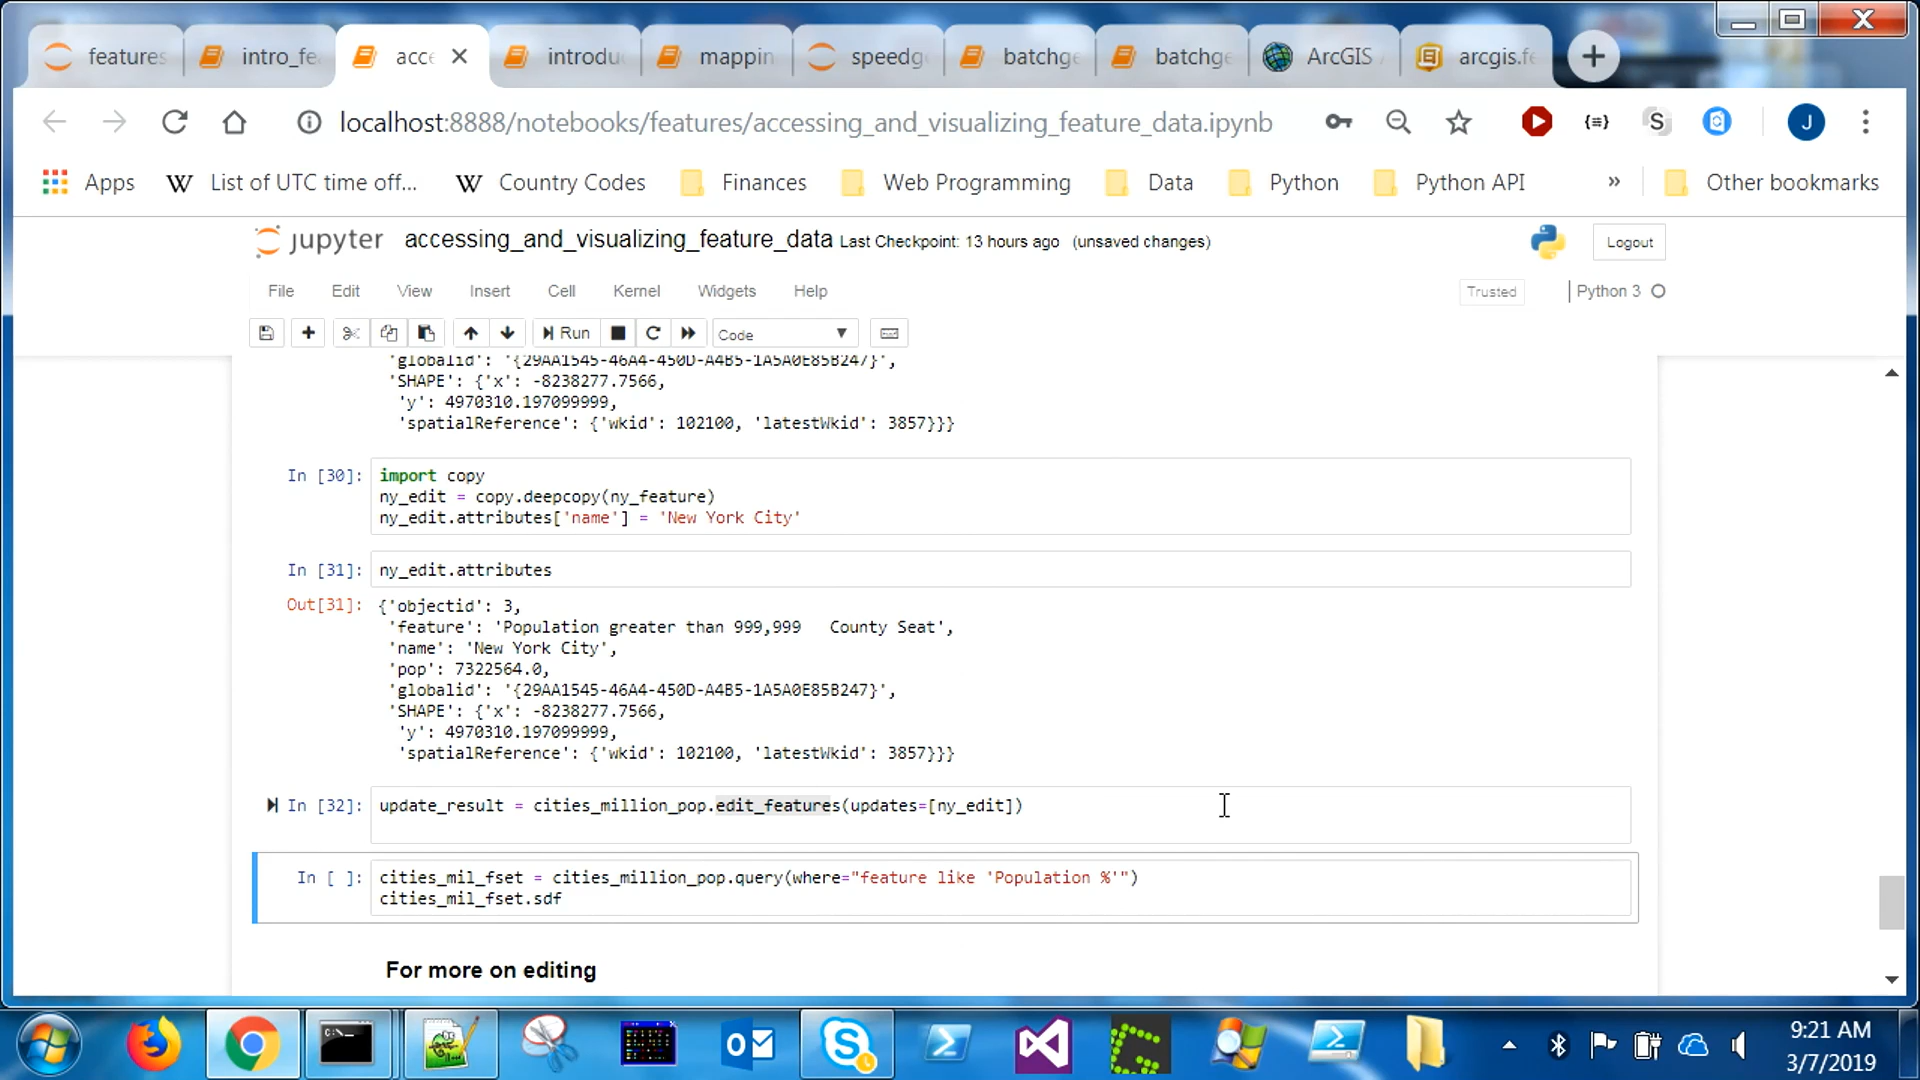 features
intro_fe
acce
introdu
mappin
speedg
batchge
batchge
ArcGIS
arcgis.fe
localhost:8888/notebooks/features/accessing_and_visualizing_feature_data.ipynb
J
Apps
List of UTC time off...
Country Codes
Finances
Web Programming
Data
Python
Python API
»
Other bookmarks
jupyter accessing_and_visualizing_feature_data Last Checkpoint: 13 hours ago (unsaved changes)
Logout
File Edit View Insert Cell Kernel Widgets Help
Trusted
Python 3
Run
Code
'globalid': '{29AA1545-46A4-450D-A4B5-1A5A0E85B247}',
'SHAPE': {'x': -8238277.7566,
'y': 4970310.197099999,
'spatialReference': {'wkid': 102100, 'latestWkid': 3857}}}
In [30]: import copy
ny_edit = copy.deepcopy(ny_feature)
ny_edit.attributes['name'] = 'New York City'
In [31]: ny_edit.attributes
Out[31]: {'objectid': 3,
'feature': 'Population greater than 999,999   County Seat',
'name': 'New York City',
'pop': 7322564.0,
'globalid': '{29AA1545-46A4-450D-A4B5-1A5A0E85B247}',
'SHAPE': {'x': -8238277.7566,
'y': 4970310.197099999,
'spatialReference': {'wkid': 102100, 'latestWkid': 3857}}}
In [32]: update_result = cities_million_pop.edit_features(updates=[ny_edit])
In [ ]: cities_mil_fset = cities_million_pop.query(where="feature like 'Population %'")
cities_mil_fset.sdf
For more on editing
9:21 AM
3/7/2019